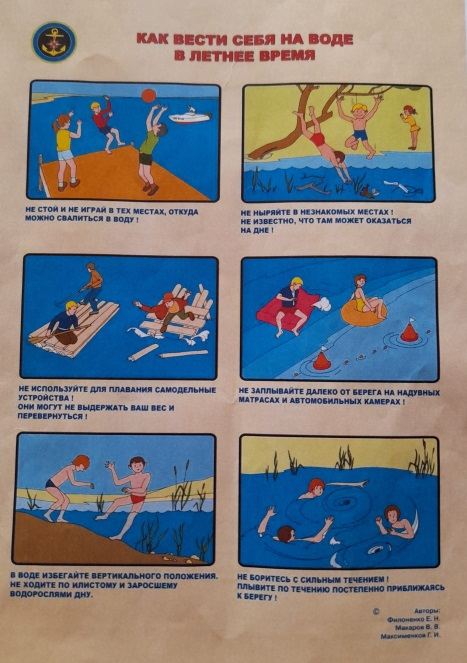 КАК ВЕСТИ СЕБЯ НА ВОДЕ
В ЛЕТНЕЕ ВРЕМЯ
НЕ СТОЙ И НЕ ИГРАЙ В ТЕХ МЕСТАХ, ОТКУДА
МОЖНО СВАЛИТЬСЯ В ВОДУ !
НЕ НЫРЯЙТЕ В НЕЗНАКОМЫХ МЕСТАХ !
НЕ ИЗВЕСТНО, ЧТО ТАМ МОЖЕТ ОКАЗАТЬСЯ
НА ДНЕ !
НЕ ИСПОЛЬЗУЙТЕ ДЛЯ ПЛАВАНИЯ САМОДЕЛЬНЫЕ
УСТРОЙСТВА !
ОНИ МОГУТ НЕ ВЫДЕРЖАТЬ ВАШ ВЕС И
ПЕРЕВЕРНУТЬСЯ !
НЕ ЗАПЛЫВАЙТЕ ДАЛЕКО ОТ БЕРЕГА НА НАДУВНЫХ
МАТРАСАХ И АВТОМОБИЛЬНЫХ КАМЕРАХ !
В ВОДЕ ИЗБЕГАЙТЕ ВЕРТИКАЛЬНОГО ПОЛОЖЕНИЯ.
НЕ ХОДИТЕ ПО ИЛИСТОМУ И ЗАРОСШЕМУ
ВОДОРОСЛЯМИ ДНУ.
НЕ БОРИТЕСЬ С СИЛЬНЫМ ТЕЧЕНИЕМ !
ПЛЫВИТЕ ПО ТЕЧЕНИЮ ПОСТЕПЕННО ПРИБЛИЖАЯСЬ
К БЕРЕГУ !
© Авторы:
Филоненко Е. Н.
Макаров В. В.
Максименков Г. И.